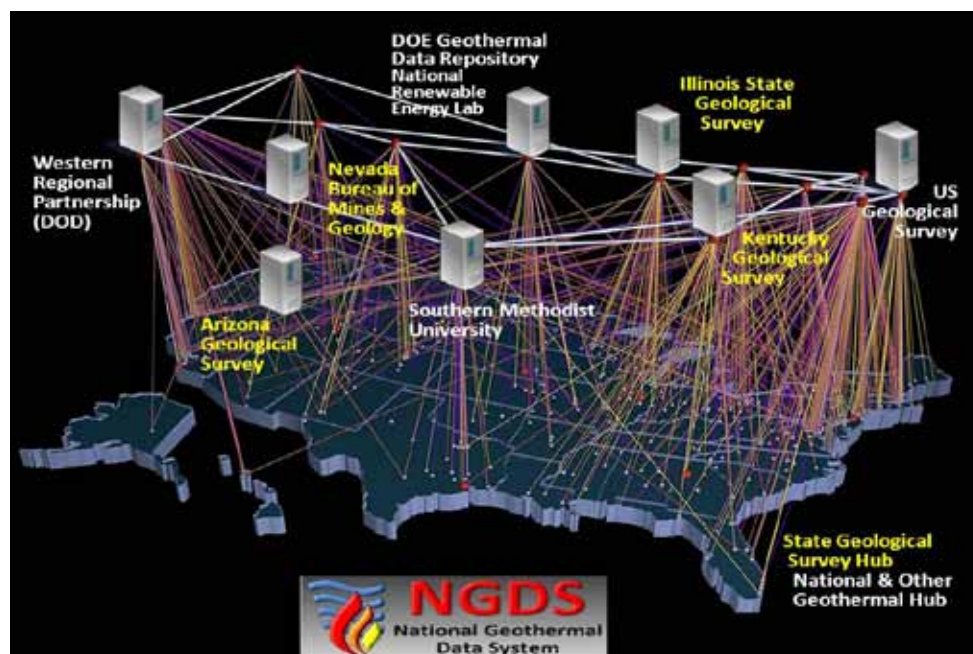 DOE Geothermal
Data Repository
National
Renewable
Energy Lab
Illinois State
Geological
Survey
Western
Regional
Partnership
(DOD)
Nevada
Bureau of
Mines &
Geology
US
Geological
Survey
Kentucky
Geological
Survey
Arizona
Geological
Survey
Southern Methodist
University
State Geological
Survey Hub
National & Other
Geothermal Hub
NGDS
National Geothermal
Data System